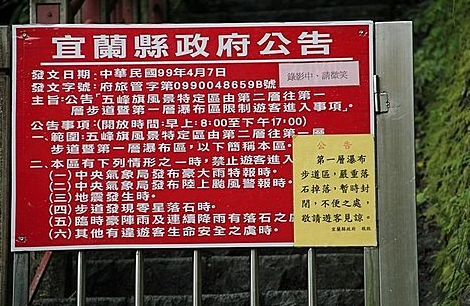 宜蘭縣政府公告
發文日期:中華民國99年4月7日
發文字號:府旅管字第0990048659B號
錄影中、請微笑
主旨:公告「五峰旗風景特定區由第二層往第一
層步道暨第一層瀑布區限制遊客進入事項」。
公告事項:(開放時間:早上:8:00至下午17:00)
一、範圍:五峰旗風景特定區由第二層往第一層
步道暨第一層瀑布區,以下簡稱本區
二、本區有下列情形之一時,禁止遊客進入
(一)中央氣象局發布豪大雨特報時。
(二)中央氣象局發布陸上颱風警報時。
(三)地震發生時。
(四)步道發現零星落石時。
(五)臨時豪陣雨及連續降雨有落石之
(六)其他有違遊客生命安全之虞時。
公告
第一層瀑布
步道區,嚴重落
石掉落,暫時封
閉,不便之處,
敬請遊客見諒。
宜蘭縣政府 敬啟